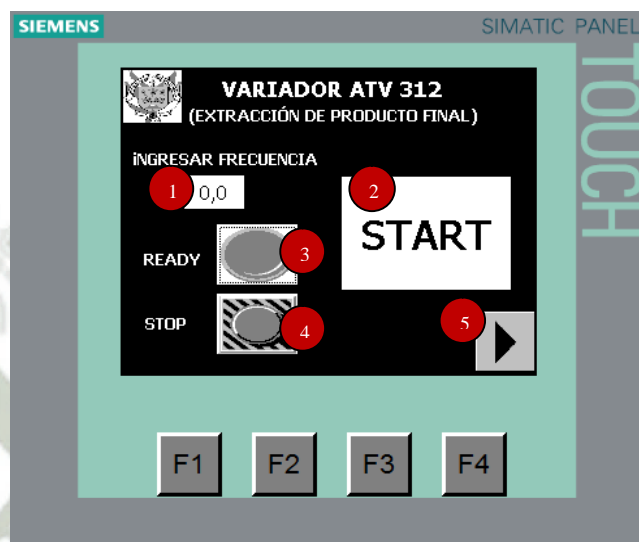 SIEMENS
SIMATIC PANEL
TOUCH
VARIADOR ATV 312
(EXTRACCIÓN DE PRODUCTO FINAL)
iNGRESAR FRECUENCIA
1
0,0
2
START
READY
3
STOP
4
5
F1
F2
F3
F4